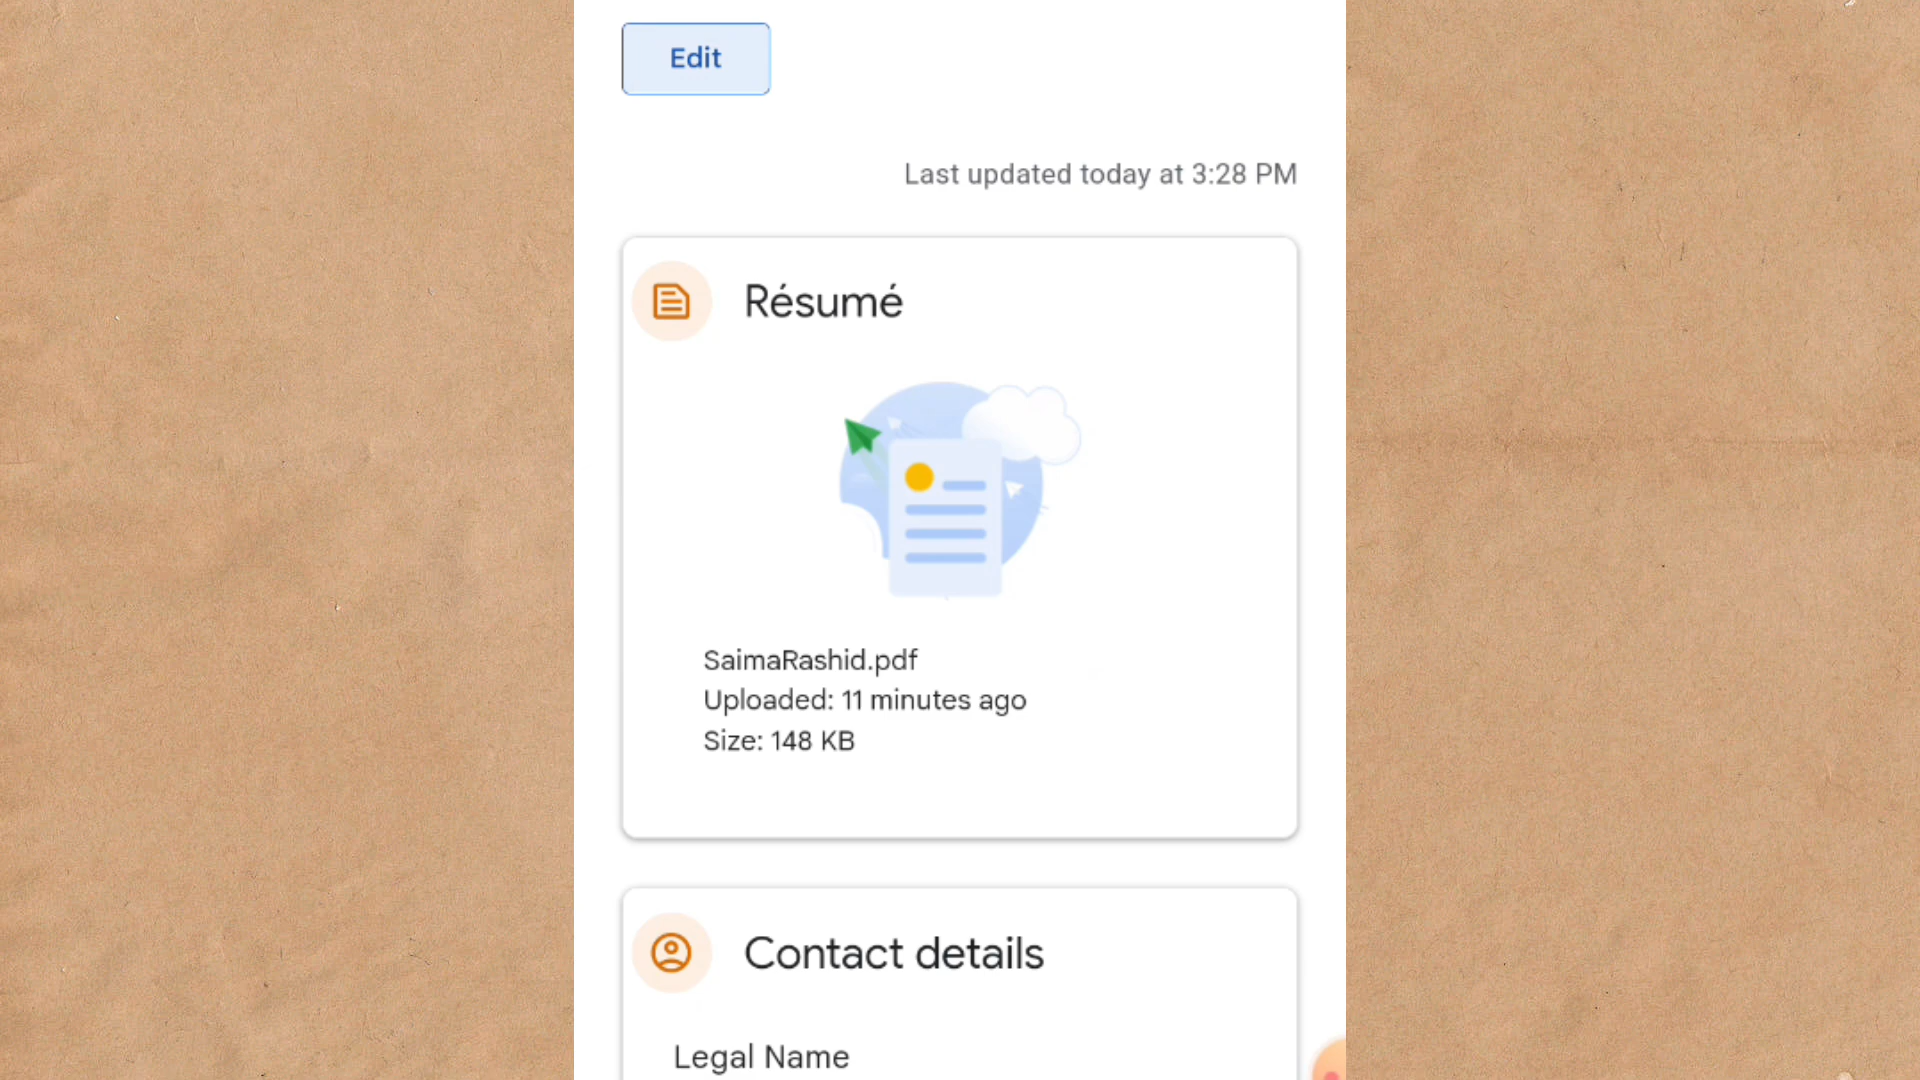 Edit
Last updated today at 3:28 PM
Résumé
SaimaRashid.pdf
Uploaded: 11 minutes ago
Size: 148 KB
Contact details
Legal Name